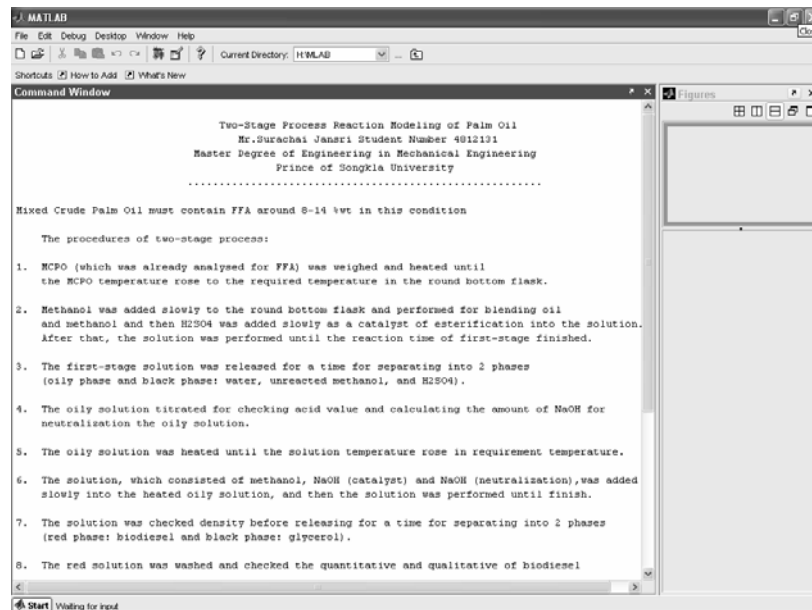 MATLAB
File Edit Debug Desktop Window Help
Clo
Current Directory: H:\MLAB
Shortcuts How to Add What's New
Command Window
Figures
Two-Stage Process Reaction Modeling of Palm Oil
Mr.Surachai Jansri Student Number 4812131
Master Degree of Engineering in Mechanical Engineering
Prince of Songkla University
........................................................
Mixed Crude Palm Oil must contain FFA around 8-14 %wt in this condition
The procedures of two-stage process:
1. MCPO (which was already analysed for FFA) was weighed and heated until
the MCPO temperature rose to the required temperature in the round bottom flask.
2. Methanol was added slowly to the round bottom flask and performed for blending oil
and methanol and then H2SO4 was added slowly as a catalyst of esterification into the solution.
After that, the solution was performed until the reaction time of first-stage finished.
3. The first-stage solution was released for a time for separating into 2 phases
(oily phase and black phase: water, unreacted methanol, and H2SO4).
4. The oily solution titrated for checking acid value and calculating the amount of NaOH for
neutralization the oily solution.
5. The oily solution was heated until the solution temperature rose in requirement temperature.
6. The solution, which consisted of methanol, NaOH (catalyst) and NaOH (neutralization),was added
slowly into the heated oily solution, and then the solution was performed until finish.
7. The solution was checked density before releasing for a time for separating into 2 phases
(red phase: biodiesel and black phase: glycerol).
8. The red solution was washed and checked the quantitative and qualitative of biodiesel
Start Waiting for input